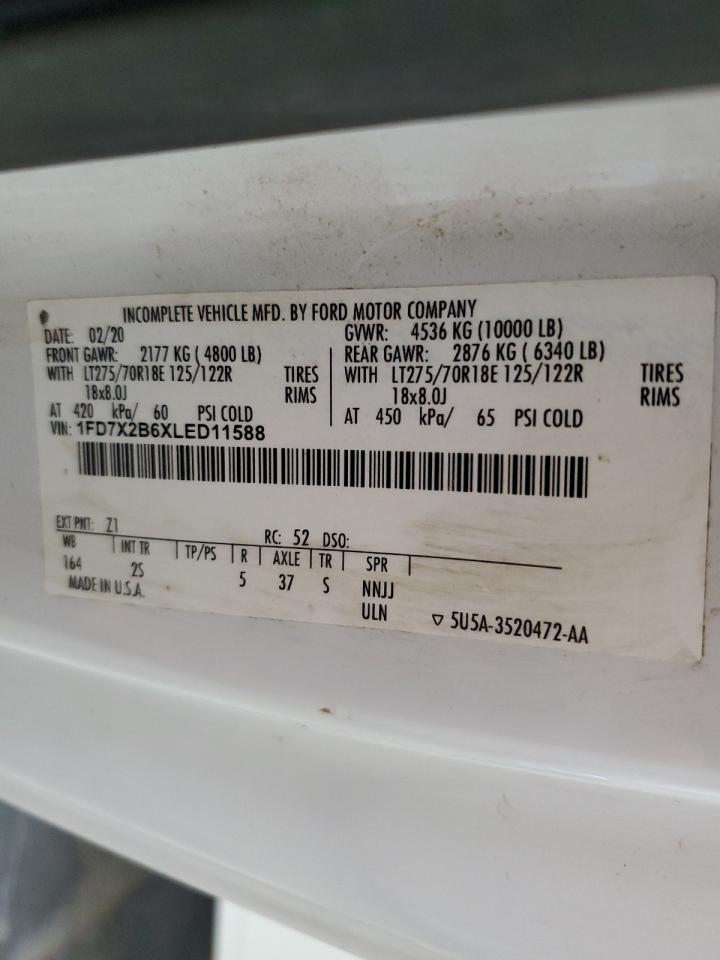 INCOMPLETE VEHICLE MFD. BY FORD MOTOR COMPANY
DATE: 02/20 GVWR: 4536 KG (10000 LB)
FRONT GAWR: 2177 KG ( 4800 LB) REAR GAWR: 2876 KG ( 6340 LB)
WITH LT275/70R18E 125/122R TIRES WITH LT275/70R18E 125/122R TIRES
18x8.0J RIMS 18x8.0J RIMS
AT 420 kPa/ 60 PSI COLD AT 450 kPa/ 65 PSI COLD
VIN: 1FD7X2B6XLED11588
EXT PNT: Z1 RC: 52 DSO:
WB INT TR TP/PS R AXLE TR SPR
164 2S 5 37 S NNJJ
MADE IN U.S.A. ULN ▽ 5U5A-3520472-AA